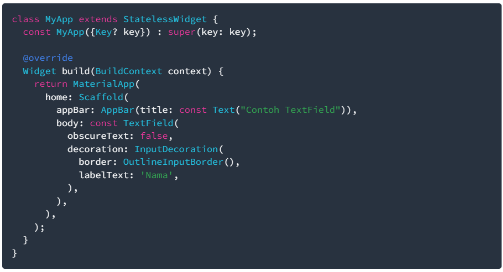 class MyApp extends StatelessWidget {
  const MyApp({Key? key}) : super(key: key);

  @override
  Widget build(BuildContext context) {
    return MaterialApp(
      home: Scaffold(
        appBar: AppBar(title: const Text("Contoh TextField")),
        body: const TextField(
          obscureText: false,
          decoration: InputDecoration(
            border: OutlineInputBorder(),
            labelText: 'Nama',
          ),
        ),
      ),
    );
  }
}